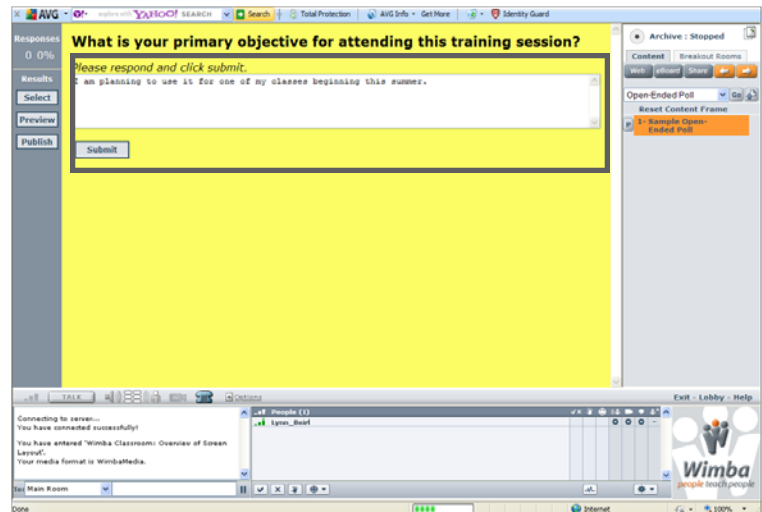 AVG
YAHOO! SEARCH
Search
Total Protection
AVG Info
Get More
Identity Guard
Responses
0 0%
Results
Select
Preview
Publish
What is your primary objective for attending this training session?
Please respond and click submit.
I am planning to use it for one of my classes beginning this summer.
Submit
Archive : Stopped
Content
Breakout Rooms
Web
eBoard
Share
Open-Ended Poll
Go
Reset Content Frame
P
1- Sample Open-
Ended Poll
TALK
Options
Exit - Lobby - Help
Connecting to server...
You have connected successfully!
You have entered 'Wimba Classroom: Overview of Screen
Layout'.
Your media format is WimbaMedia.
People (1)
Lynn_Beirl
To: Main Room
Wimba
people teach people
Done
Internet
100%